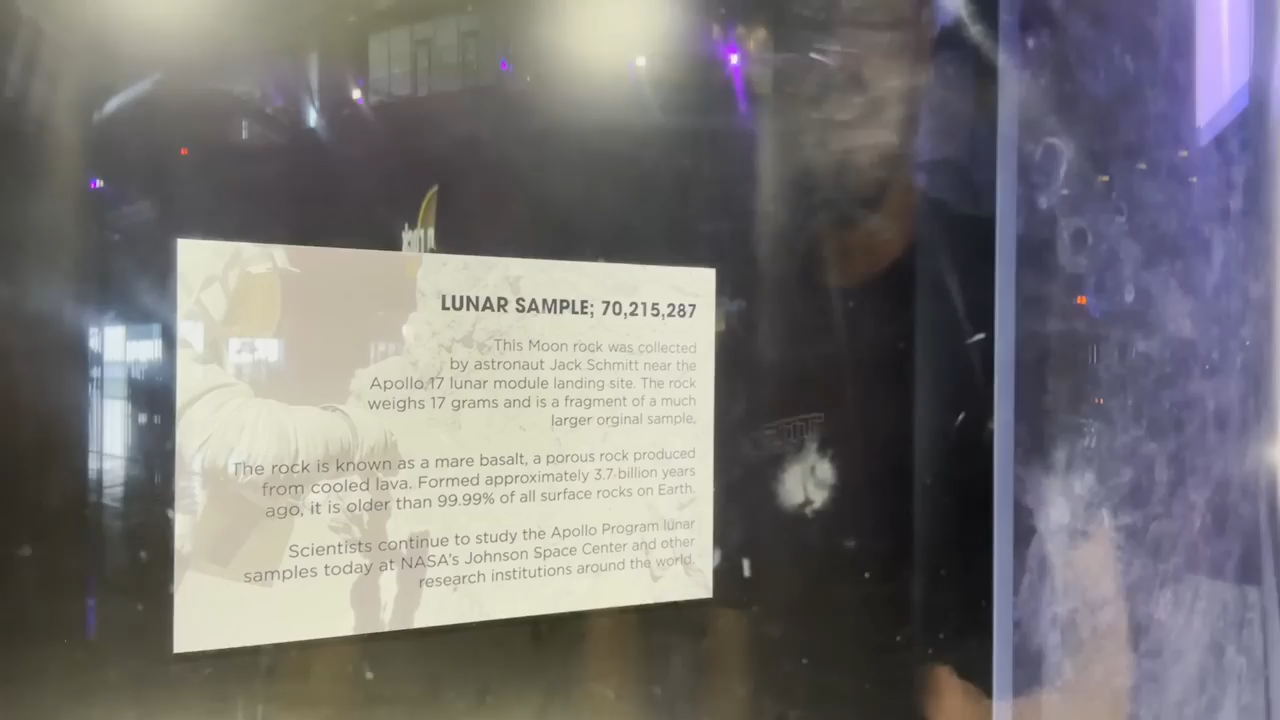 LUNAR SAMPLE; 70,215,287
This Moon rock was collected
by astronaut Jack Schmitt near the
Apollo 17 lunar module landing site. The rock
weighs 17 grams and is a fragment of a much
larger orginal sample.
The rock is known as a mare basalt, a porous rock produced
from cooled lava. Formed approximately 3.7 billion years
ago, it is older than 99.99% of all surface rocks on Earth.
Scientists continue to study the Apollo Program lunar
samples today at NASA's Johnson Space Center and other
research institutions around the world.